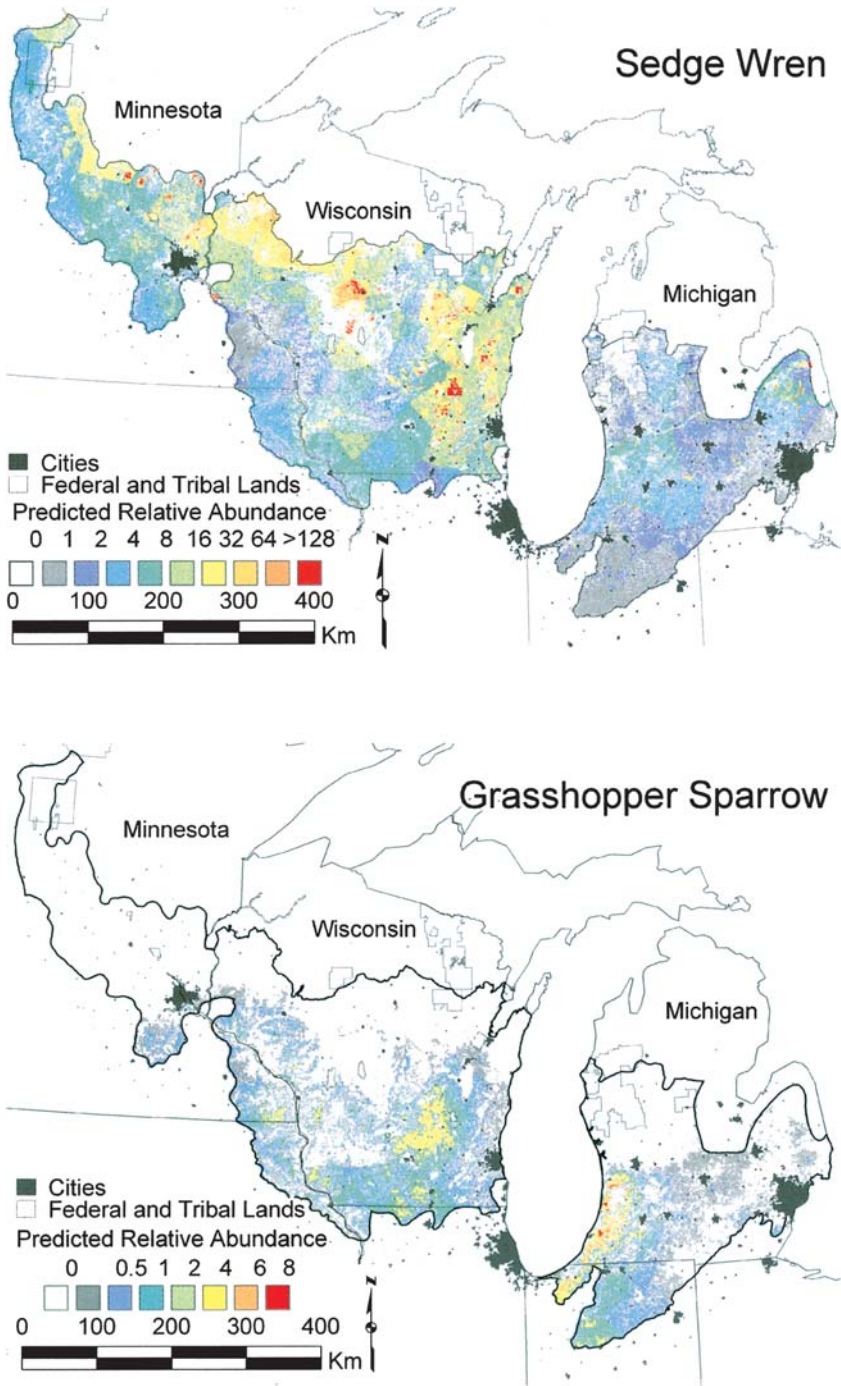 Sedge Wren
Minnesota
Wisconsin
Michigan
Cities
Federal and Tribal Lands
Predicted Relative Abundance
0 1 2 4 8 16 32 64 >128
0 100 200 300 400
Km
N
Grasshopper Sparrow
Minnesota
Wisconsin
Michigan
Cities
Federal and Tribal Lands
Predicted Relative Abundance
0 0.5 1 2 4 6 8
0 100 200 300 400
Km
N